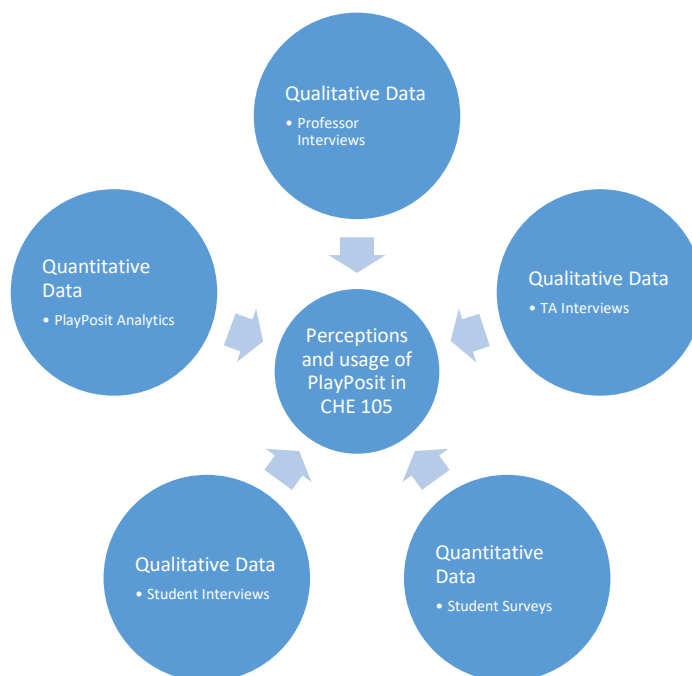 Qualitative Data
• Professor
Interviews
Quantitative
Data
• PlayPosit Analytics
Qualitative Data
• TA Interviews
Perceptions
and usage of
PlayPosit in
CHE 105
Qualitative Data
• Student Interviews
Quantitative
Data
• Student Surveys